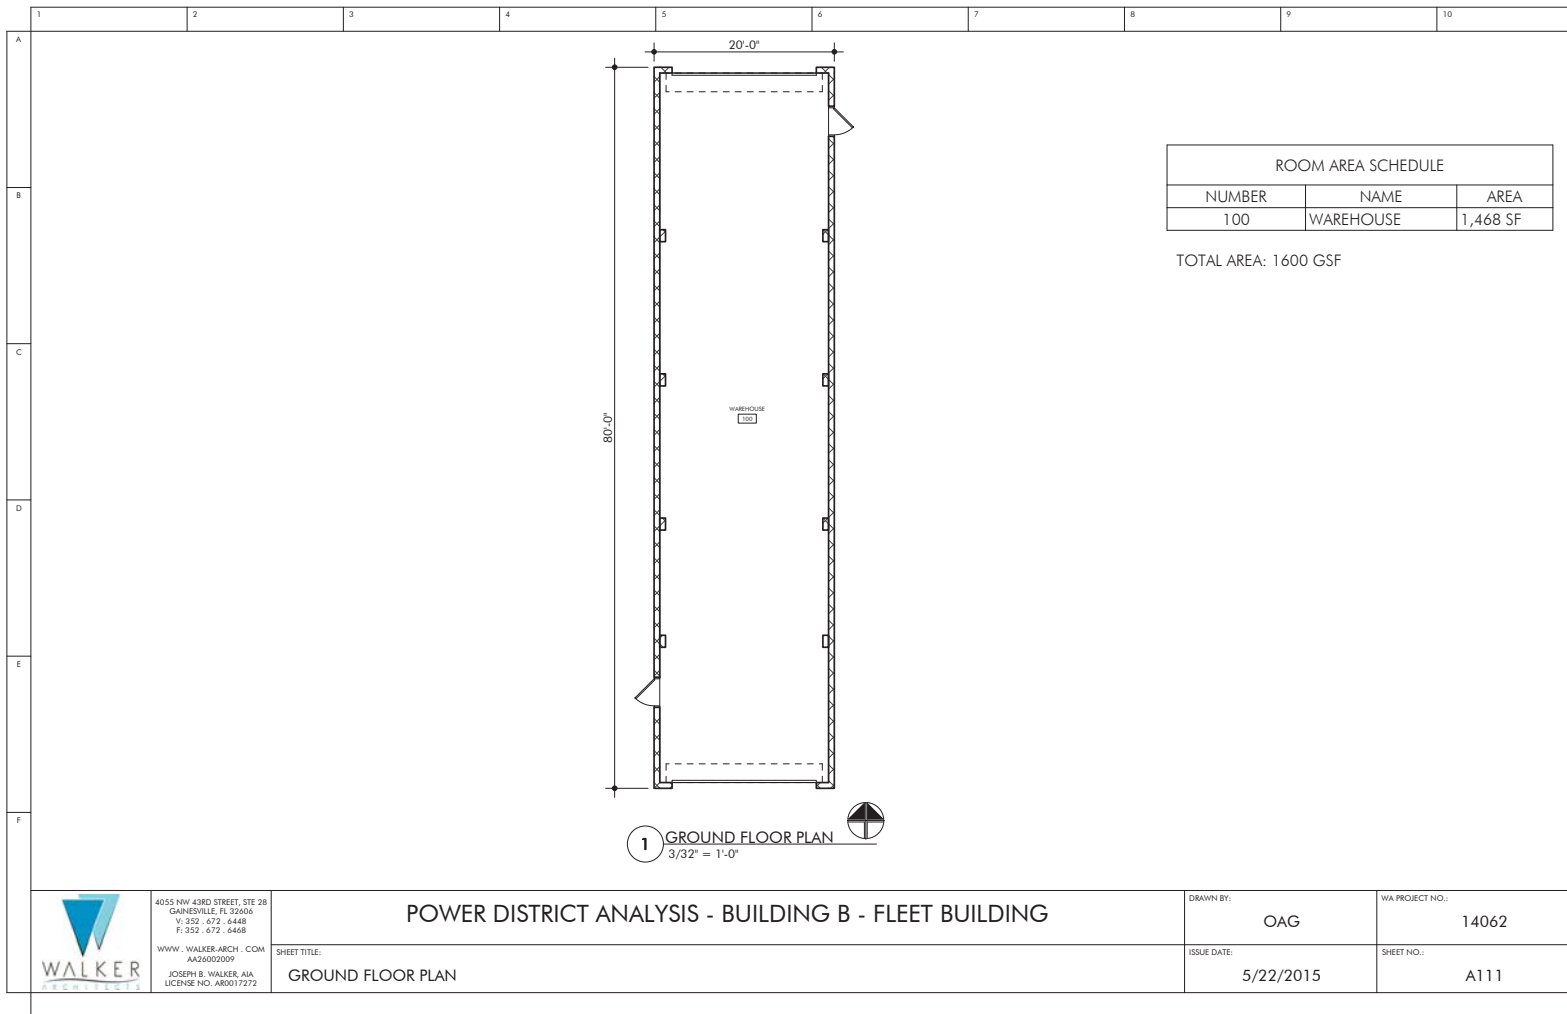 1 2 3 4 5 6 7 8 9 10
A
B
C
D
E
F
20'-0"
80'-0"
WAREHOUSE
100
ROOM AREA SCHEDULE
NUMBER NAME AREA
100 WAREHOUSE 1,468 SF
TOTAL AREA: 1600 GSF
1 GROUND FLOOR PLAN
3/32" = 1'-0"
WALKER
ARCHITECTS
4055 NW 43RD STREET, STE 28
GAINESVILLE, FL 32606
V: 352 . 672 . 6448
F: 352 . 672 . 6468
WWW . WALKER-ARCH . COM
AA26002009
JOSEPH B. WALKER, AIA
LICENSE NO. AR0017272
POWER DISTRICT ANALYSIS - BUILDING B - FLEET BUILDING
SHEET TITLE:
GROUND FLOOR PLAN
DRAWN BY:
OAG
WA PROJECT NO.:
14062
ISSUE DATE:
5/22/2015
SHEET NO.:
A111